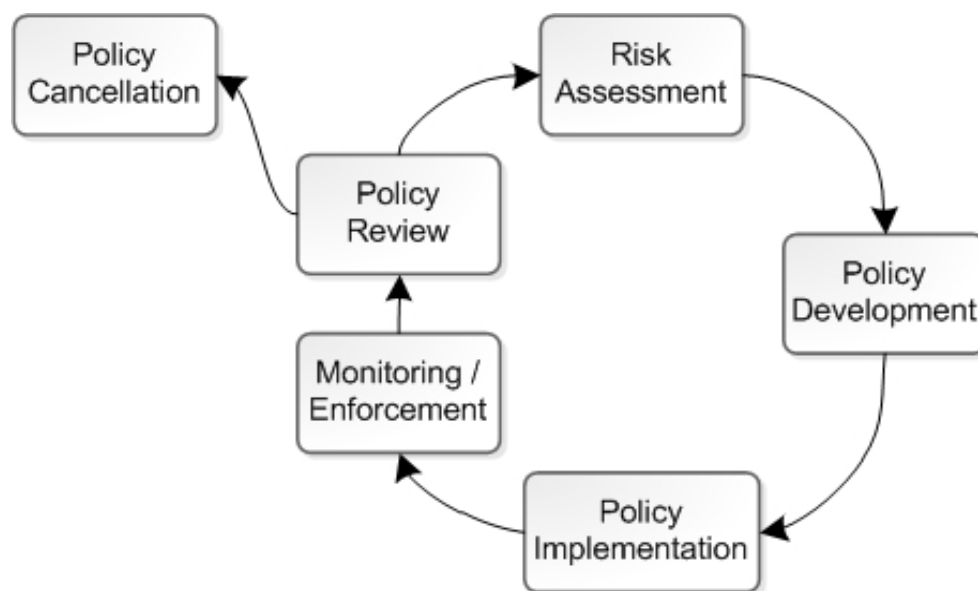 Policy
Cancellation
Risk
Assessment
Policy
Review
Policy
Development
Monitoring /
Enforcement
Policy
Implementation